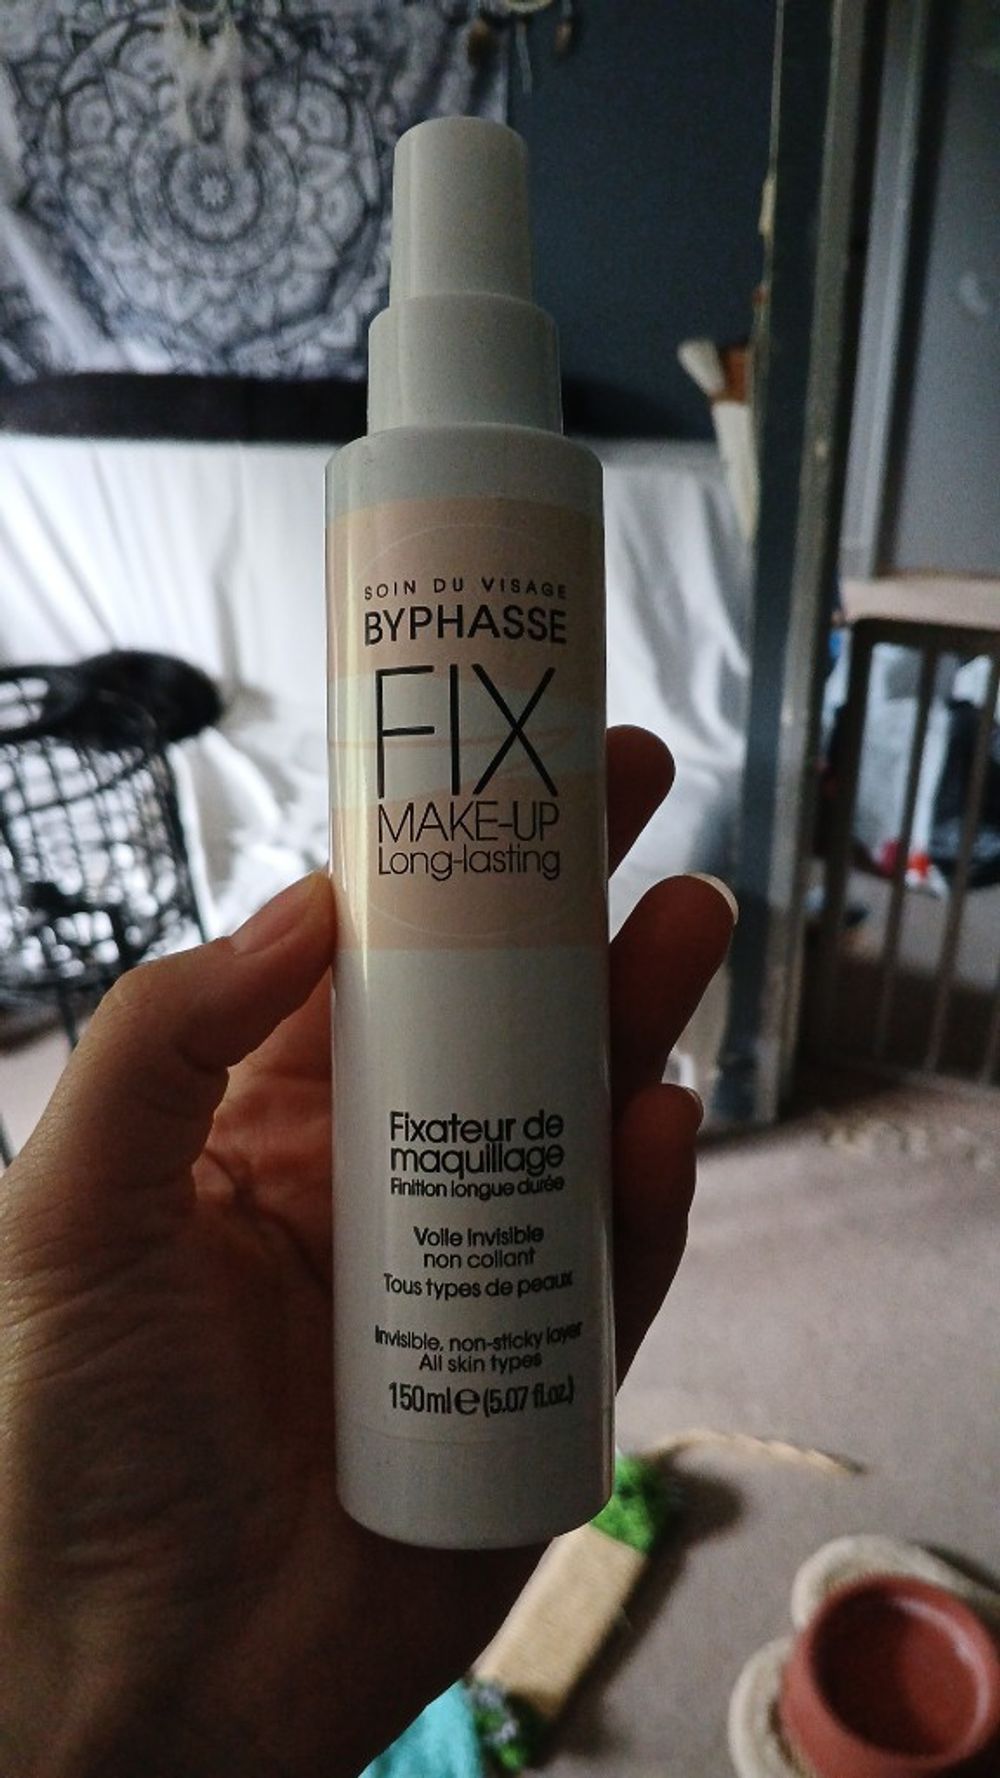 SOIN DU VISAGE
BYPHASSE
FIX
MAKE-UP
Long-lasting
Fixateur de
maquillage
Finition longue durée
Voile invisible
non collant
Tous types de peaux
Invisible, non-sticky layer
All skin types
150ml℮(5.07 fl.oz.)